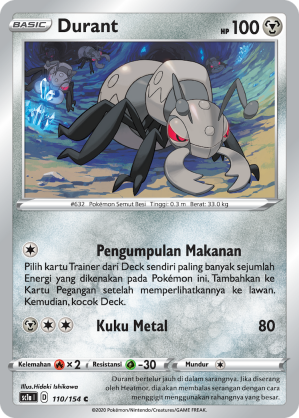 BASIC Durant HP 100
#632 Pokémon Semut Besi Tinggi: 0.3 m Berat: 33.0 kg
Pengumpulan Makanan
Pilih kartu Trainer dari Deck sendiri paling banyak sejumlah
Energi yang dikenakan pada Pokémon ini, Tambahkan ke
Kartu Pegangan setelah memperlihatkannya ke lawan,
Kemudian, kocok Deck.
Kuku Metal 80
Kelemahan × 2 Resistansi -30 Mundur
Illus. Hideki Ishikawa
sc1a I D 110/154 C
Durant bertelur jauh di dalam sarangnya. Jika diserang
oleh Heatmor, dia akan membalas serangan dengan cara
menggigit menggunakan rahangnya yang besar.
©2020 Pokémon/Nintendo/Creatures/GAME FREAK.